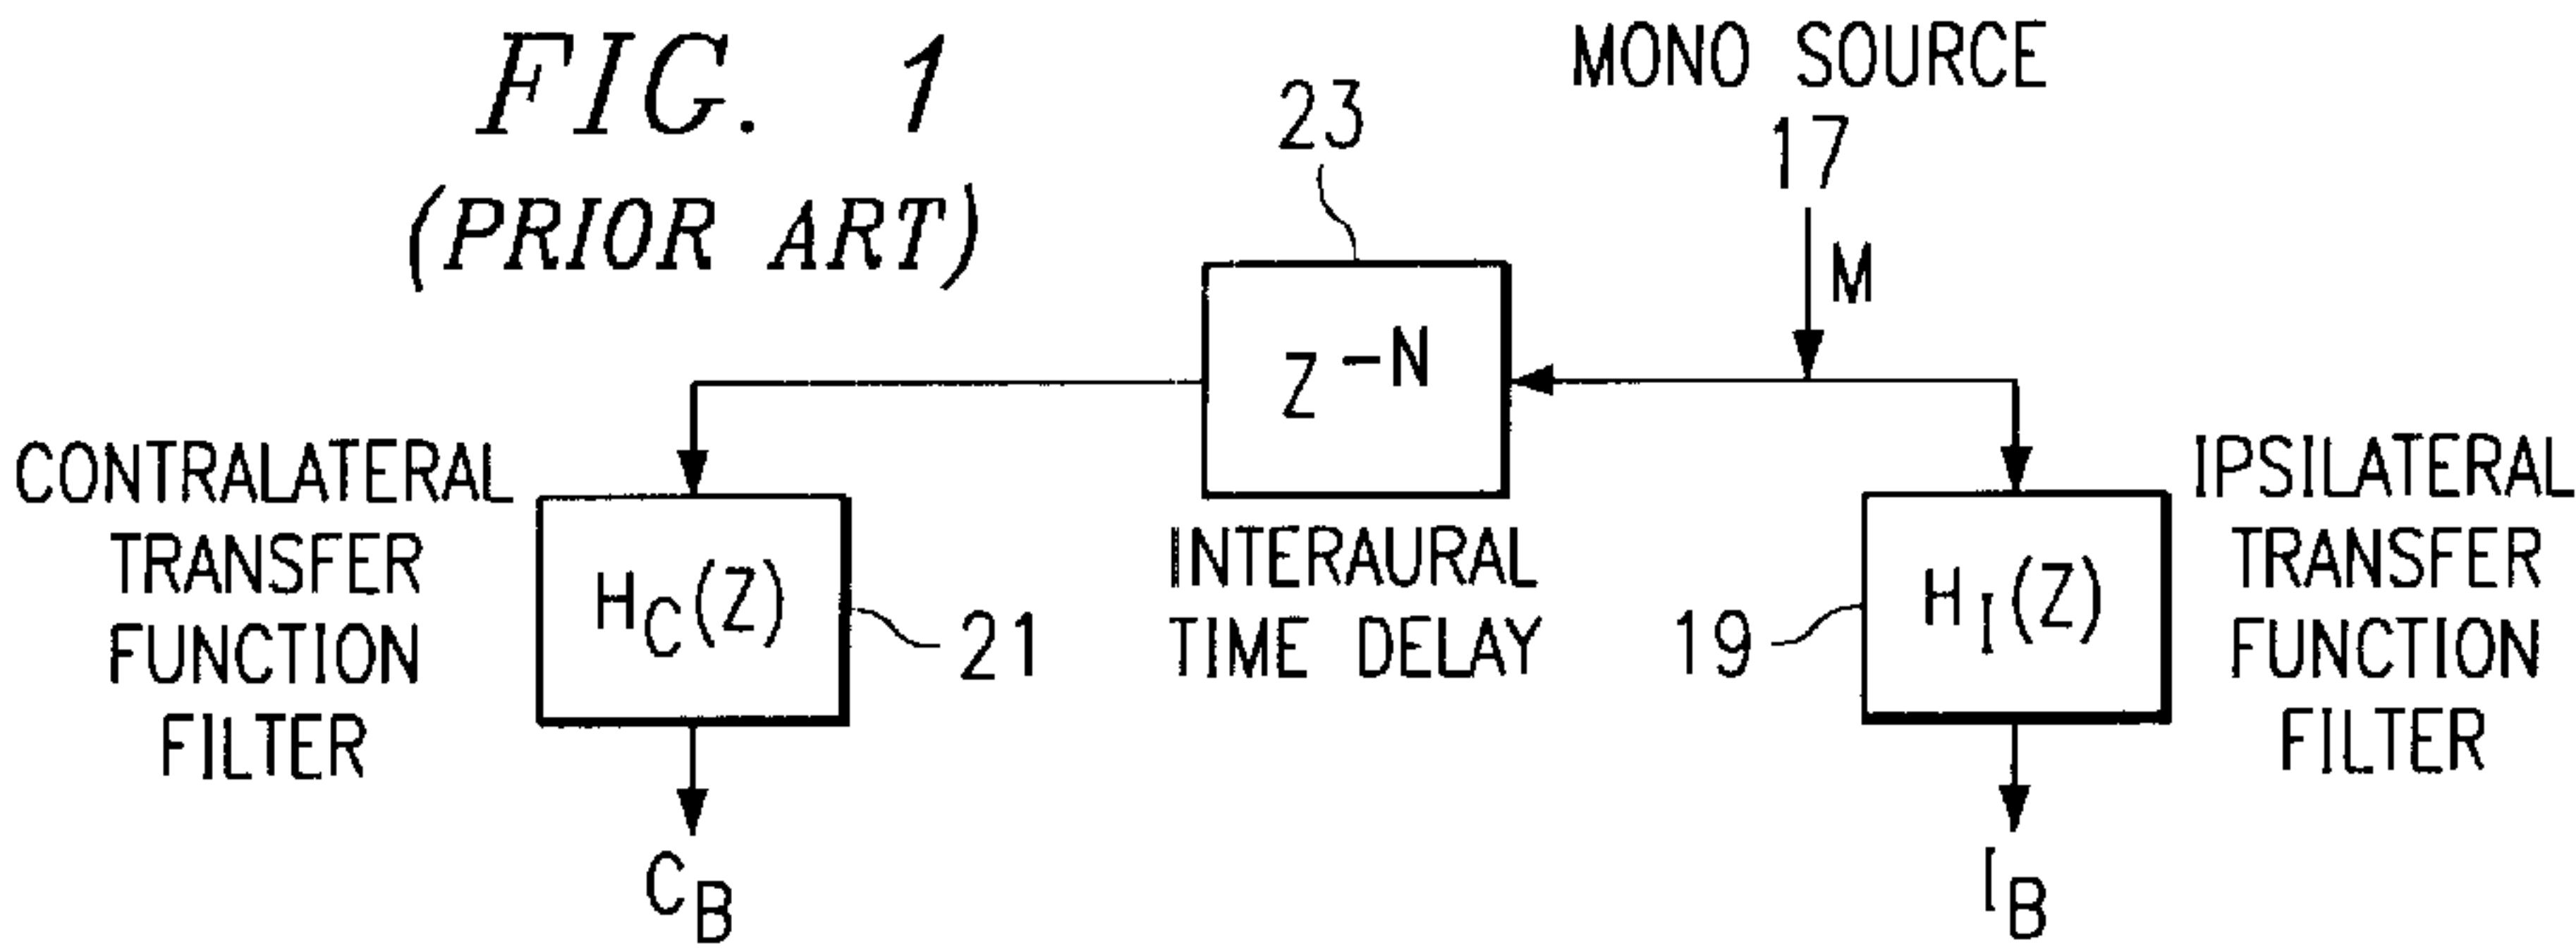 FIG. 1
(PRIOR ART)
MONO SOURCE
17
M
23
Z^-N
INTERAURAL
TIME DELAY
CONTRALATERAL
TRANSFER
FUNCTION
FILTER
H_C(Z)
21
C_B
19
H_I(Z)
IPSILATERAL
TRANSFER
FUNCTION
FILTER
I_B